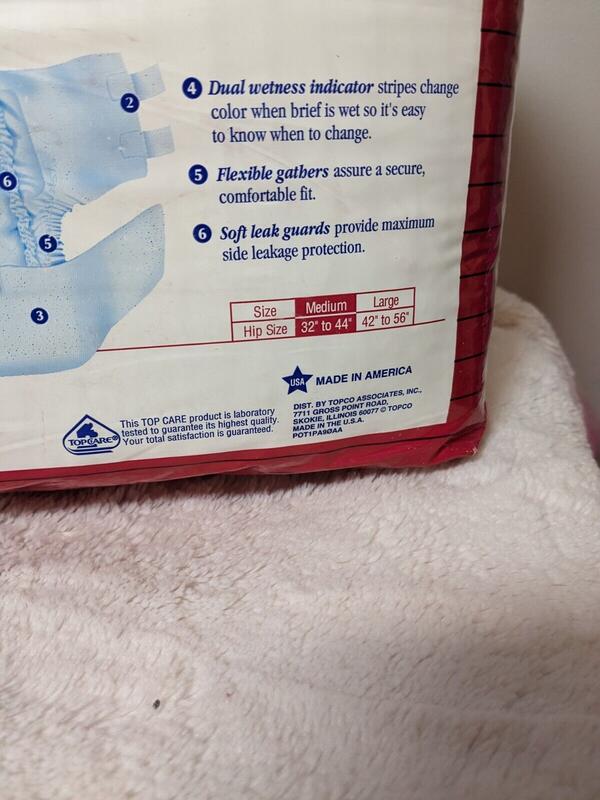 2
6
5
3
4 Dual wetness indicator stripes change
color when brief is wet so it's easy
to know when to change.
5 Flexible gathers assure a secure,
comfortable fit.
6 Soft leak guards provide maximum
side leakage protection.
Size Medium Large
Hip Size 32" to 44" 42" to 56"
TOPCARE®
This TOP CARE product is laboratory
tested to guarantee its highest quality.
Your total satisfaction is guaranteed.
USA MADE IN AMERICA
DIST. BY TOPCO ASSOCIATES, INC.,
7711 GROSS POINT ROAD,
SKOKIE, ILLINOIS 60077 © TOPCO
MADE IN THE U.S.A.
POT1PA90AA